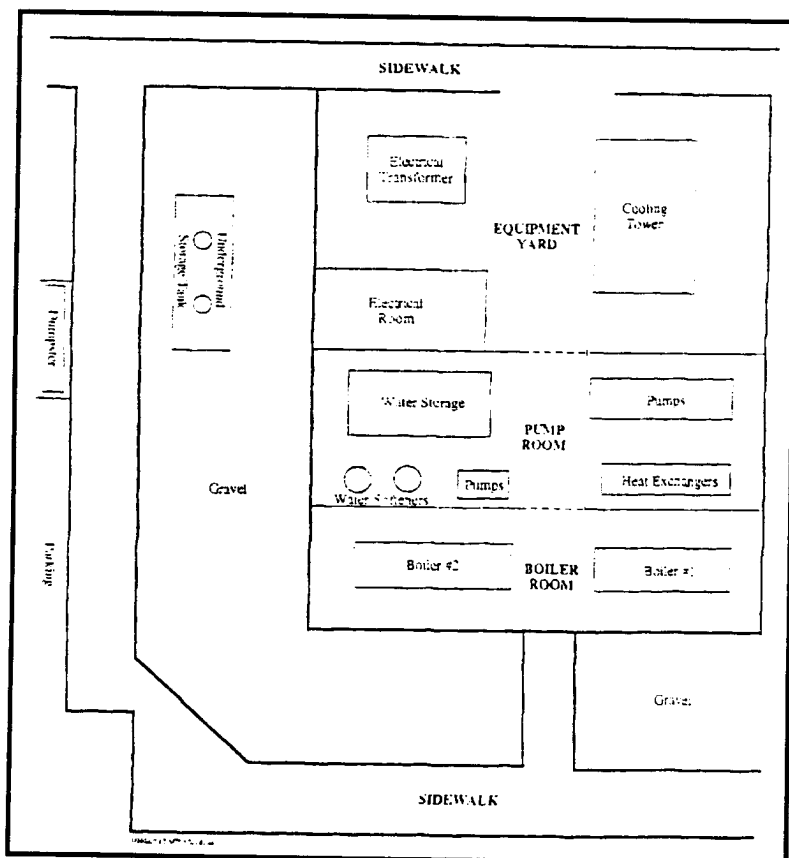 SIDEWALK
Electrical
Transformer
Cooling
Tower
EQUIPMENT
YARD
Underground
Storage Tank
Electrical
Room
Dumpster
Water Storage
Pumps
PUMP
ROOM
Gravel
Water Softeners
Pumps
Heat Exchangers
Parking
Boiler #2
BOILER
ROOM
Boiler #1
Gravel
SIDEWALK